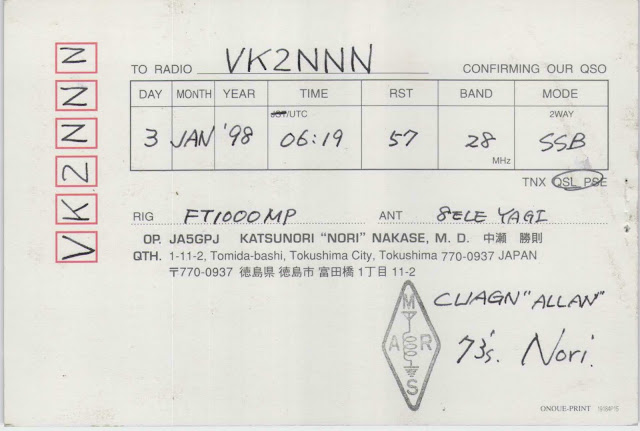 VK2NNN
TO RADIO VK2NNN CONFIRMING OUR QSO
DAY MONTH YEAR TIME RST BAND MODE
JST/UTC 2WAY
3 JAN '98 06:19 57 28 MHz SSB
TNX QSL PSE
RIG FT1000MP ANT 8ELE YAGI
OP. JA5GPJ KATSUNORI "NORI" NAKASE, M. D. 中瀬 勝則
QTH. 1-11-2, Tomida-bashi, Tokushima City, Tokushima 770-0937 JAPAN
〒770-0937 徳島県 徳島市 富田橋1丁目 11-2
M A R S
CUAGN "ALLAN"
73's. Nori.
ONOUE-PRINT